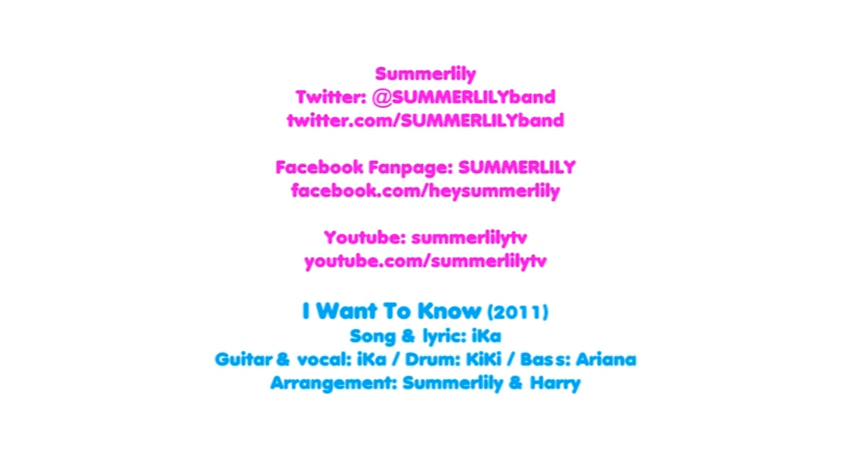 Summerlily
Twitter: @SUMMERLILYband
twitter.com/SUMMERLILYband
Facebook Fanpage: SUMMERLILY
facebook.com/heysummerlily
Youtube: summerlilytv
youtube.com/summerlilytv
I Want To Know (2011)
Song & lyric: iKa
Guitar & vocal: iKa / Drum: KiKi / Bass: Ariana
Arrangement: Summerlily & Harry